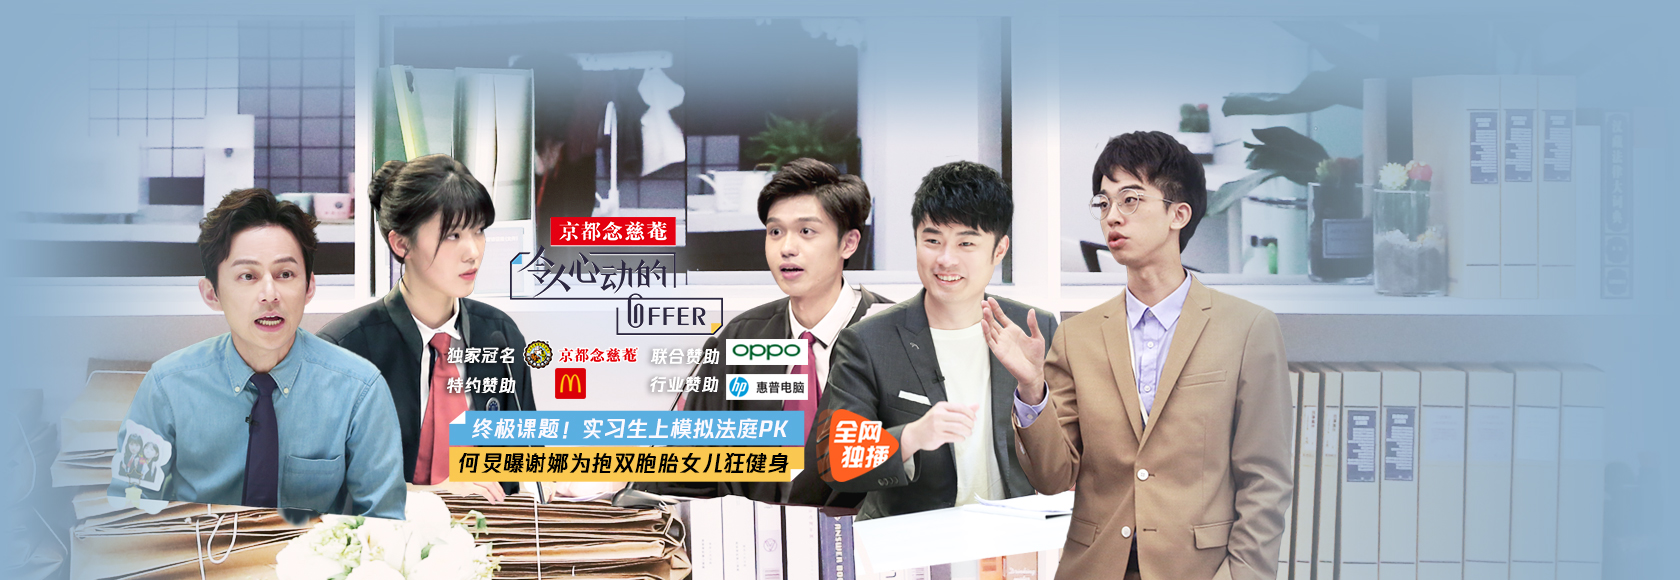 京都念慈菴
令人心动的
OFFER
独家冠名
京都念慈菴
联合赞助
oppo
特约赞助
行业赞助
hp
惠普电脑
终极课题！实习生上模拟法庭PK
何炅曝谢娜为抱双胞胎女儿狂健身
全网
独播
ANSWER BOOK